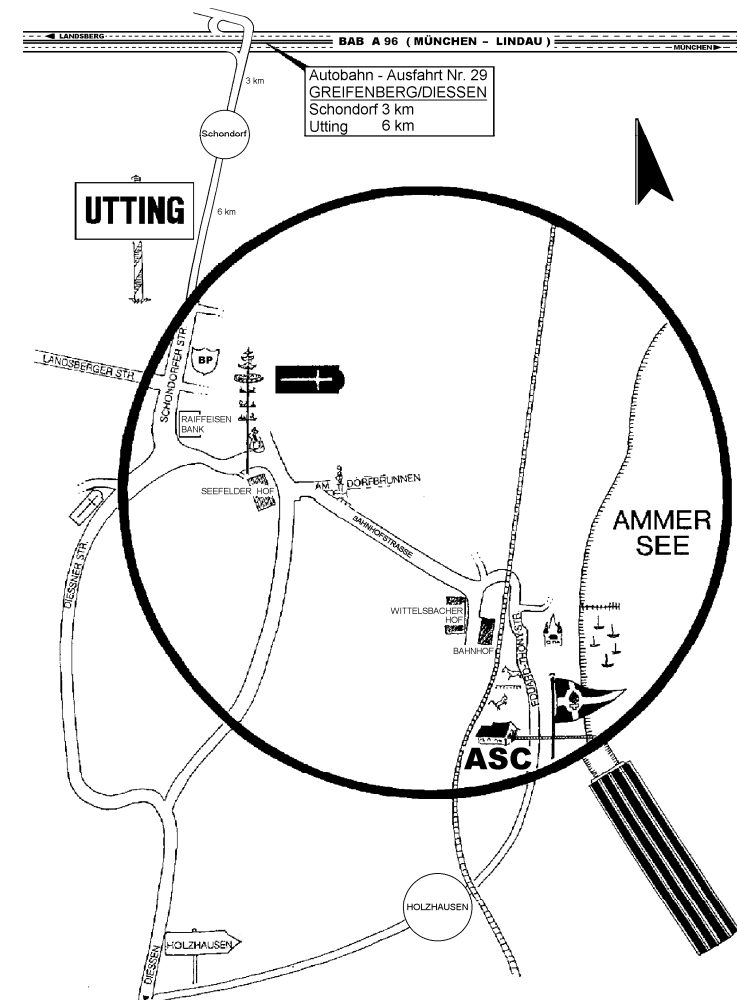 LANDSBERG
BAB A 96 ( MÜNCHEN - LINDAU )
MÜNCHEN
3 km
Autobahn - Ausfahrt Nr. 29
GREIFENBERG/DIESSEN
Schondorf 3 km
Utting 6 km
Schondorf
UTTING
6 km
LANDSBERGER STR.
SCHONDORFER STR.
BP
RAIFFEISEN
BANK
SEEFELDER HOF
AM DORFBRUNNEN
BAHNHOFSTRASSE
AMMER
SEE
DIESSNER STR.
WITTELSBACHER
HOF
BAHNHOF
EDUARD-THÖNY-STR.
ASC
HOLZHAUSEN
HOLZHAUSEN
DIESSEN